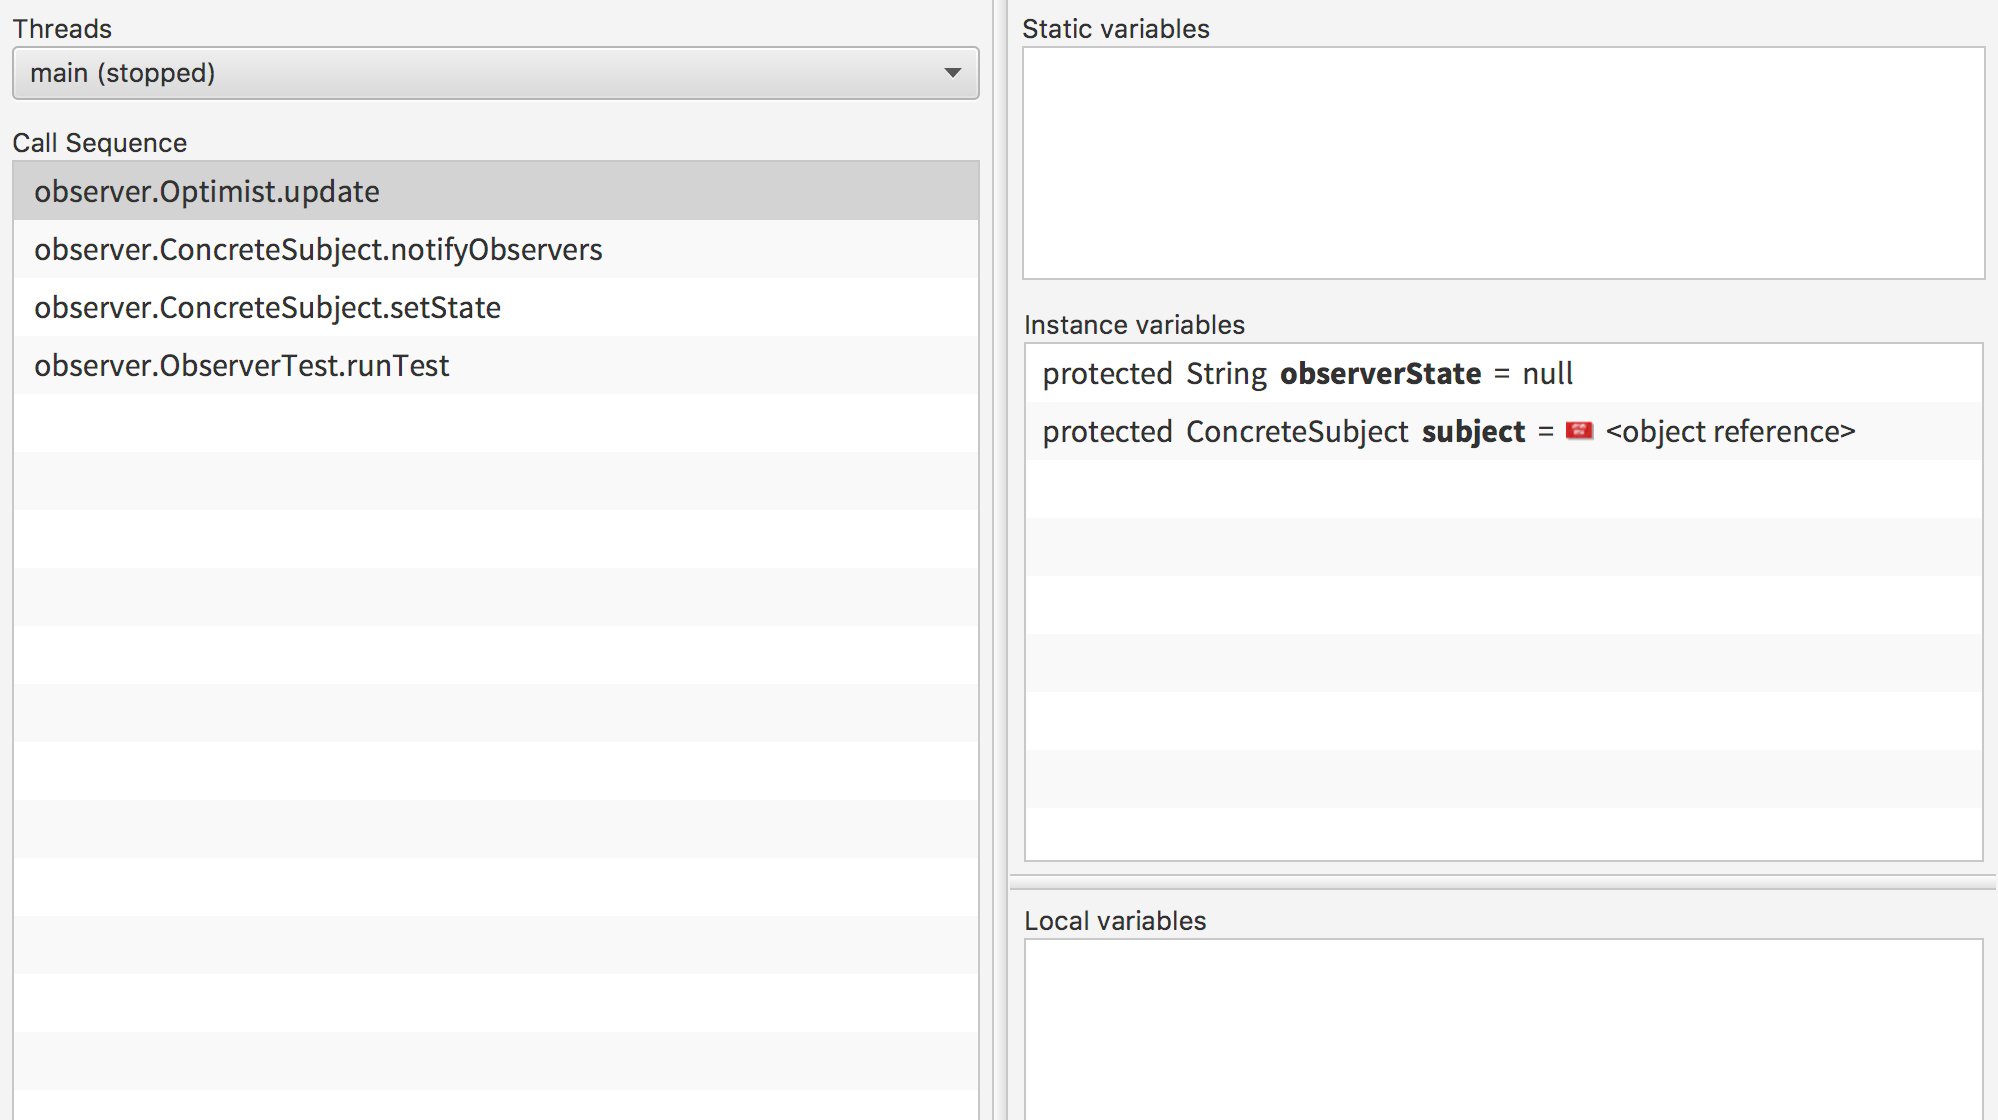 Threads
main (stopped)
Call Sequence
observer.Optimist.update
observer.ConcreteSubject.notifyObservers
observer.ConcreteSubject.setState
observer.ObserverTest.runTest
Static variables
Instance variables
protected String observerState = null
protected ConcreteSubject subject = <object reference>
Local variables